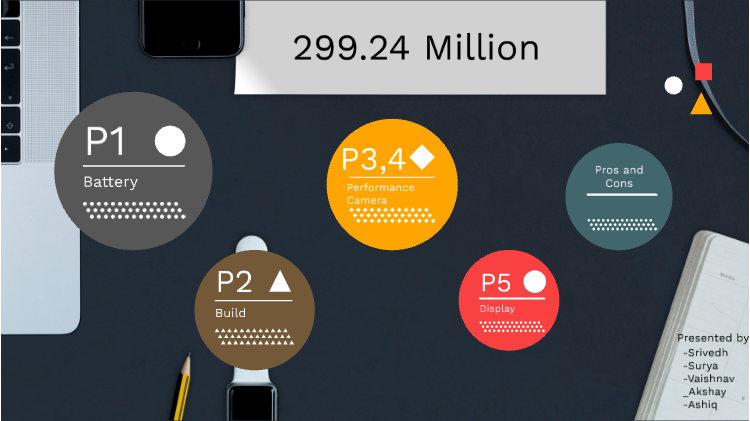 299.24 Million
P1
Battery
P2
Build
P3,4
Performance
Camera
P5
Display
Pros and
Cons
Presented by
-Srivedh
-Surya
-Vaishnav
_Akshay
-Ashiq